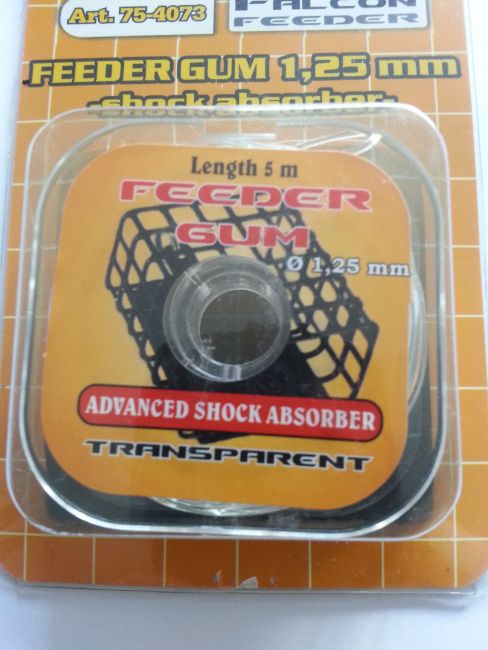 Art. 75-4073
FALCON
FEEDER
FEEDER GUM 1,25 mm
-shock absorber-
Length 5 m
FEEDER
GUM
Ø 1,25 mm
ADVANCED SHOCK ABSORBER
TRANSPARENT